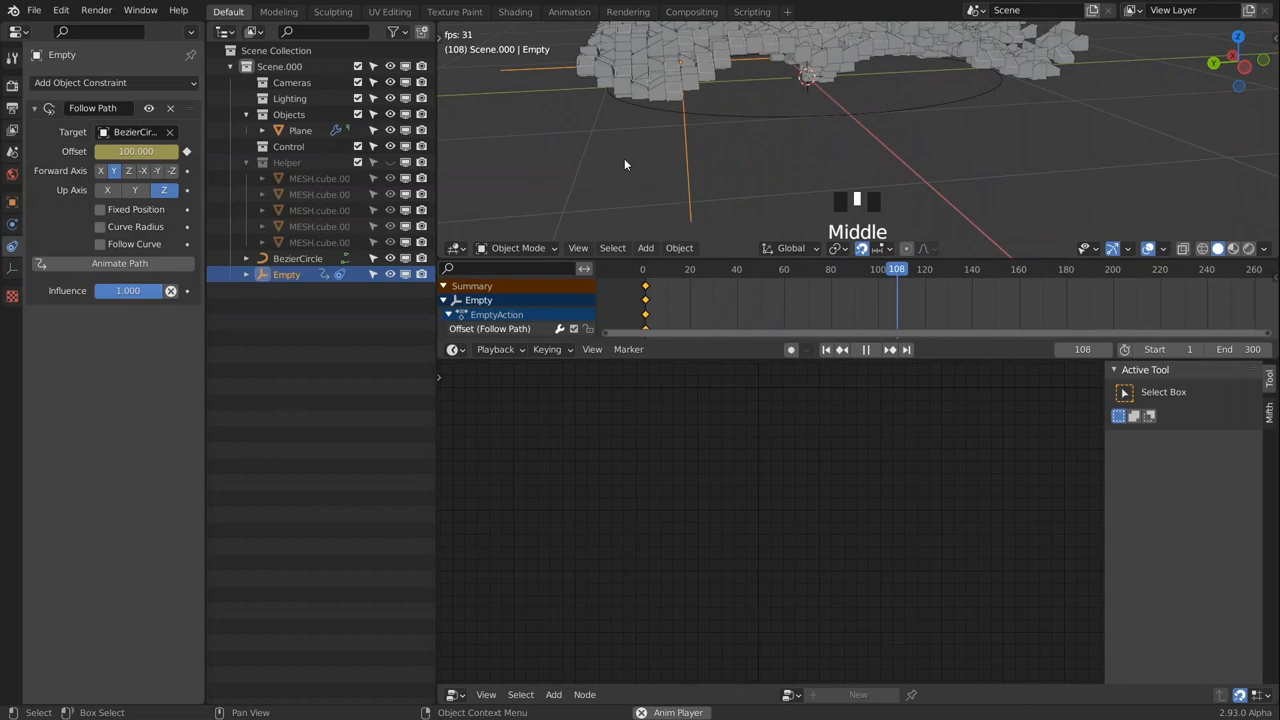 File Edit Render Window Help
Default Modeling Sculpting UV Editing Texture Paint Shading Animation Rendering Compositing Scripting +
Scene
View Layer
Empty
Add Object Constraint
Follow Path
Target BezierCir...
Offset 100.000
Forward Axis X Y Z -X -Y -Z
Up Axis X Y Z
Fixed Position
Curve Radius
Follow Curve
Animate Path
Influence 1.000
Scene Collection
Scene.000
Cameras
Lighting
Objects
Plane
Control
Helper
MESH.cube.00
MESH.cube.00
MESH.cube.00
MESH.cube.00
MESH.cube.00
BezierCircle
Empty
fps: 31
(108) Scene.000 | Empty
Z
Y
Middle
Object Mode View Select Add Object Global
0 20 40 60 80 100 108 120 140 160 180 200 220 240 260
Summary
Empty
EmptyAction
Offset (Follow Path)
Playback Keying View Marker 108 Start 1 End 300
Active Tool
Select Box
Tool
Mifth
View Select Add Node + New
Select Box Select Pan View Object Context Menu Anim Player 2.93.0 Alpha